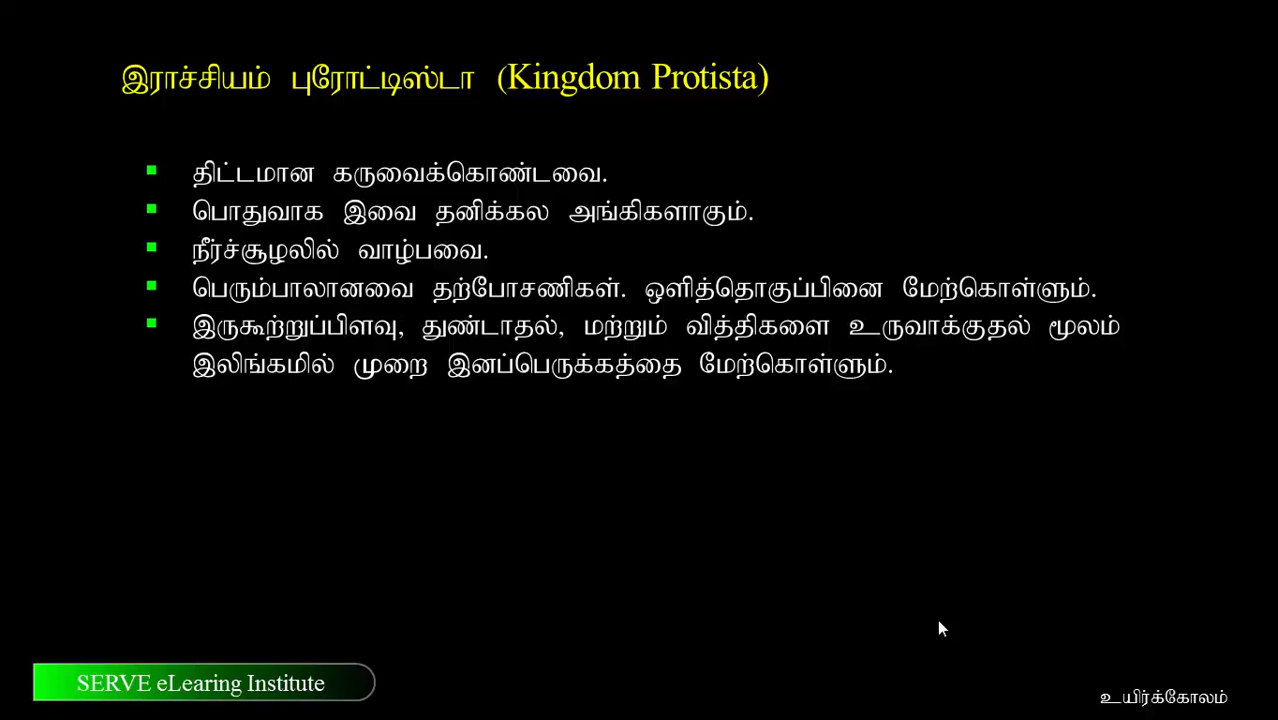 இராச்சியம் புரோட்டிஸ்டா (Kingdom Protista)
▪ திட்டமான கருவைக்கொண்டவை.
▪ பொதுவாக இவை தனிக்கல அங்கிகளாகும்.
▪ நீர்ச்சூழலில் வாழ்பவை.
▪ பெரும்பாலானவை தற்போசணிகள். ஒளித்தொகுப்பினை மேற்கொள்ளும்.
▪ இருகூற்றுப்பிளவு, துண்டாதல், மற்றும் வித்திகளை உருவாக்குதல் மூலம்
இலிங்கமில் முறை இனப்பெருக்கத்தை மேற்கொள்ளும்.
SERVE eLearing Institute
உயிர்க்கோலம்